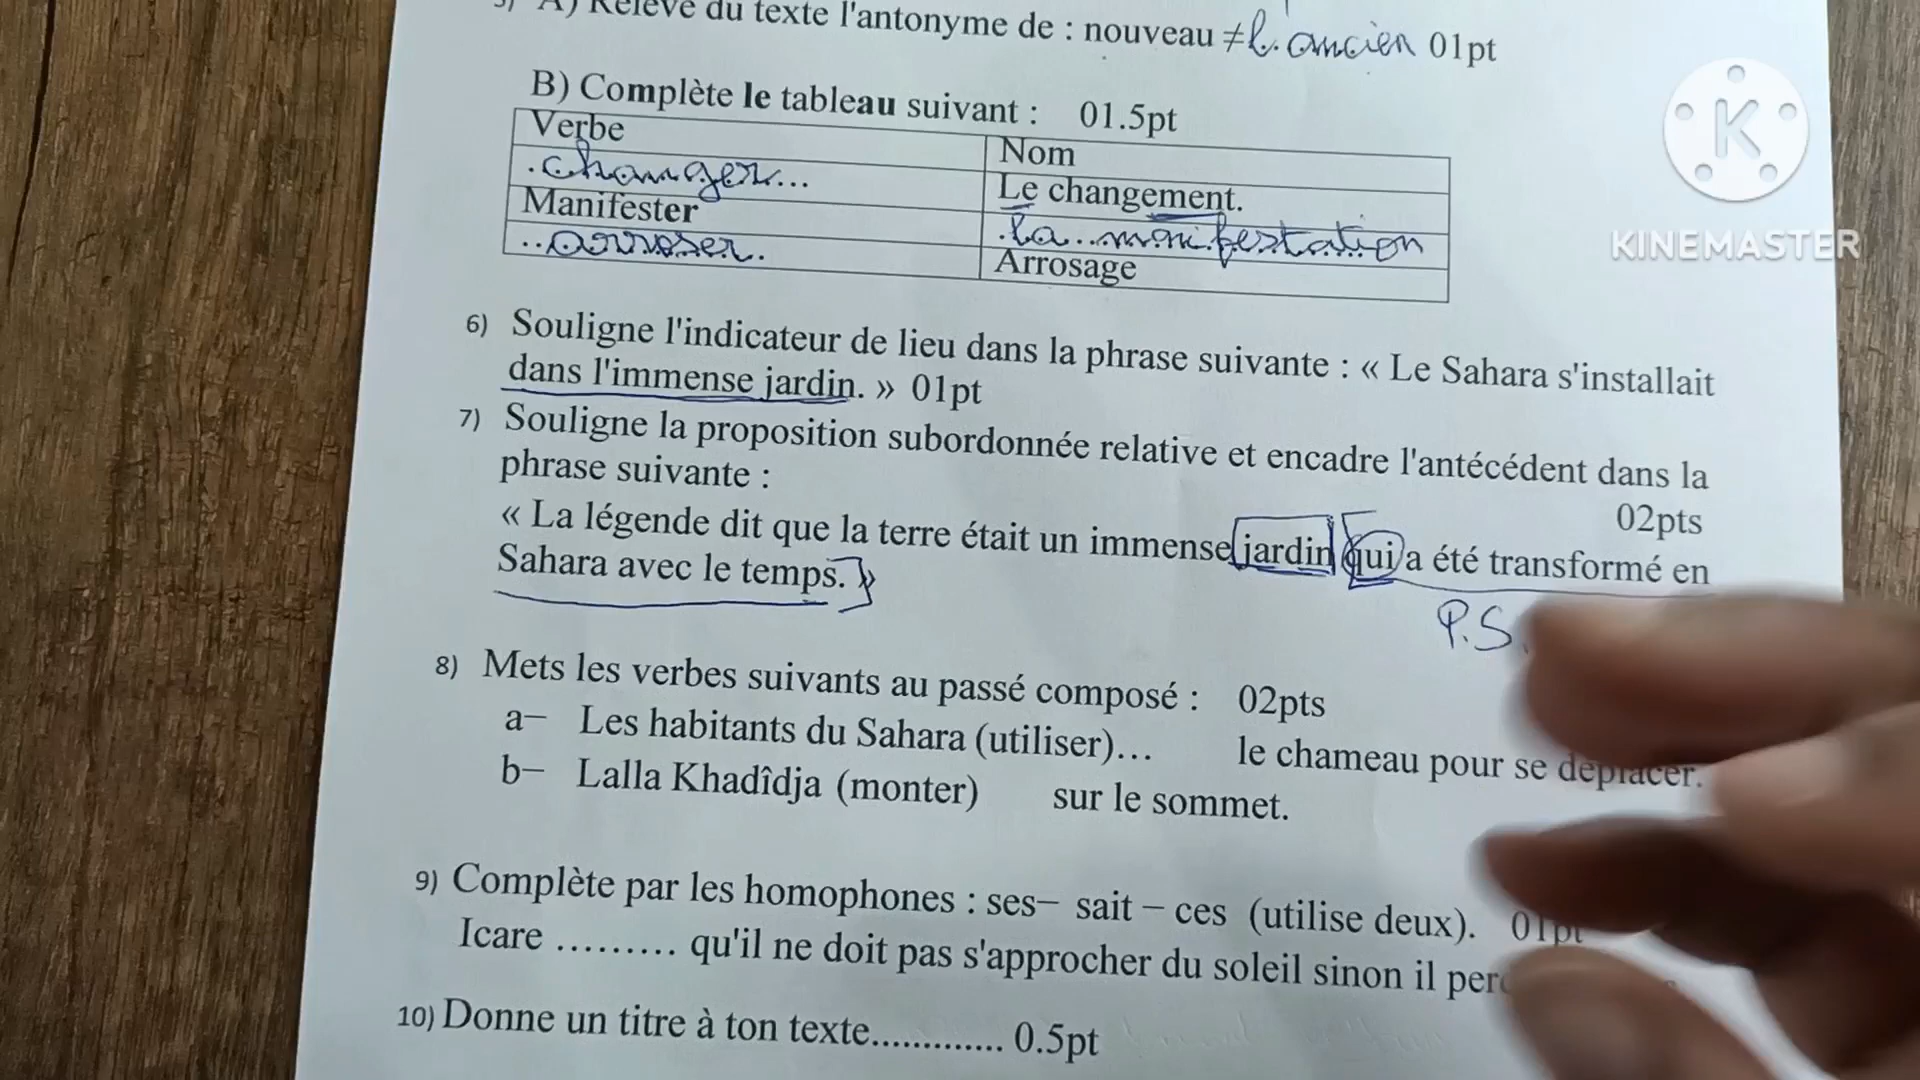 A) Relève du texte l'antonyme de : nouveau ≠ l'ancien 01pt
B) Complète le tableau suivant : 01.5pt
Verbe Nom
.changer... Le changement.
Manifester .la..manifestation
..arroser. Arrosage
6) Souligne l'indicateur de lieu dans la phrase suivante : « Le Sahara s'installait
dans l'immense jardin. » 01pt
7) Souligne la proposition subordonnée relative et encadre l'antécédent dans la
phrase suivante : 02pts
« La légende dit que la terre était un immense jardin qui a été transformé en
Sahara avec le temps. »
P.S.
8) Mets les verbes suivants au passé composé : 02pts
a– Les habitants du Sahara (utiliser)... le chameau pour se déplacer.
b– Lalla Khadîdja (monter) sur le sommet.
9) Complète par les homophones : ses– sait – ces (utilise deux). 01pt
Icare ......... qu'il ne doit pas s'approcher du soleil sinon il
10) Donne un titre à ton texte............. 0.5pt
K
KINEMASTER